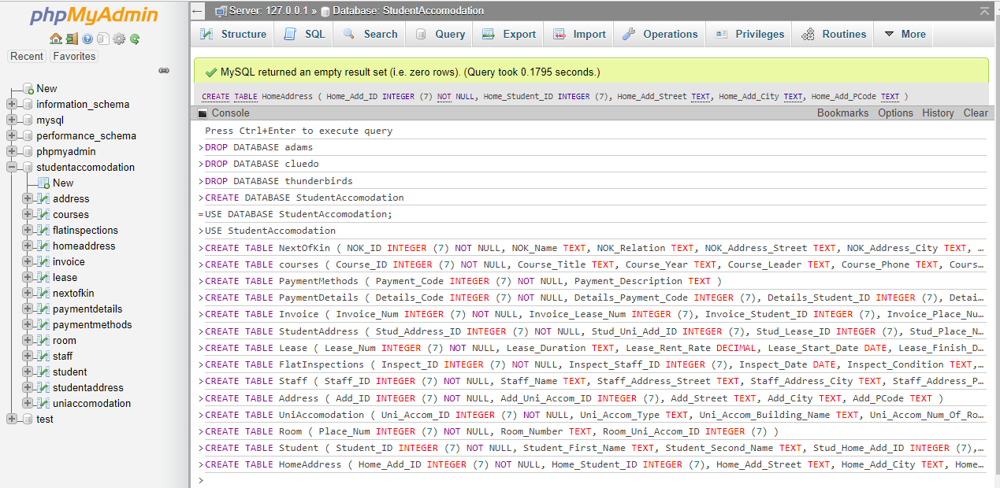 phpMyAdmin
Recent Favorites
New
information_schema
mysql
performance_schema
phpmyadmin
studentaccomodation
New
address
courses
flatinspections
homeaddress
invoice
lease
nextofkin
paymentdetails
paymentmethods
room
staff
student
studentaddress
uniaccomodation
test
Server: 127.0.0.1 » Database: StudentAccomodation
Structure SQL Search Query Export Import Operations Privileges Routines More
MySQL returned an empty result set (i.e. zero rows). (Query took 0.1795 seconds.)
CREATE TABLE HomeAddress ( Home_Add_ID INTEGER (7) NOT NULL, Home_Student_ID INTEGER (7), Home_Add_Street TEXT, Home_Add_City TEXT, Home_Add_PCode TEXT )
Console Bookmarks Options History Clear
Press Ctrl+Enter to execute query
>DROP DATABASE adams
>DROP DATABASE cluedo
>DROP DATABASE thunderbirds
>CREATE DATABASE StudentAccomodation
=USE DATABASE StudentAccomodation;
>USE StudentAccomodation
>CREATE TABLE NextOfKin ( NOK_ID INTEGER (7) NOT NULL, NOK_Name TEXT, NOK_Relation TEXT, NOK_Address_Street TEXT, NOK_Address_City TEXT, …
>CREATE TABLE courses ( Course_ID INTEGER (7) NOT NULL, Course_Title TEXT, Course_Year TEXT, Course_Leader TEXT, Course_Phone TEXT, Cours…
>CREATE TABLE PaymentMethods ( Payment_Code INTEGER (7) NOT NULL, Payment_Description TEXT )
>CREATE TABLE PaymentDetails ( Details_Code INTEGER (7) NOT NULL, Details_Payment_Code INTEGER (7), Details_Student_ID INTEGER (7), Detai…
>CREATE TABLE Invoice ( Invoice_Num INTEGER (7) NOT NULL, Invoice_Lease_Num INTEGER (7), Invoice_Student_ID INTEGER (7), Invoice_Place_Nu…
>CREATE TABLE StudentAddress ( Stud_Address_ID INTEGER (7) NOT NULL, Stud_Uni_Add_ID INTEGER (7), Stud_Lease_ID INTEGER (7), Stud_Place_N…
>CREATE TABLE Lease ( Lease_Num INTEGER (7) NOT NULL, Lease_Duration TEXT, Lease_Rent_Rate DECIMAL, Lease_Start_Date DATE, Lease_Finish_D…
>CREATE TABLE FlatInspections ( Inspect_ID INTEGER (7) NOT NULL, Inspect_Staff_ID INTEGER (7), Inspect_Date DATE, Inspect_Condition TEXT,…
>CREATE TABLE Staff ( Staff_ID INTEGER (7) NOT NULL, Staff_Name TEXT, Staff_Address_Street TEXT, Staff_Address_City TEXT, Staff_Address_P…
>CREATE TABLE Address ( Add_ID INTEGER (7) NOT NULL, Add_Uni_Accom_ID INTEGER (7), Add_Street TEXT, Add_City TEXT, Add_PCode TEXT )
>CREATE TABLE UniAccomodation ( Uni_Accom_ID INTEGER (7) NOT NULL, Uni_Accom_Type TEXT, Uni_Accom_Building_Name TEXT, Uni_Accom_Num_Of_Ro…
>CREATE TABLE Room ( Place_Num INTEGER (7) NOT NULL, Room_Number TEXT, Room_Uni_Accom_ID INTEGER (7) )
>CREATE TABLE Student ( Student_ID INTEGER (7) NOT NULL, Student_First_Name TEXT, Student_Second_Name TEXT, Stud_Home_Add_ID INTEGER (7),…
>CREATE TABLE HomeAddress ( Home_Add_ID INTEGER (7) NOT NULL, Home_Student_ID INTEGER (7), Home_Add_Street TEXT, Home_Add_City TEXT, Home…
>